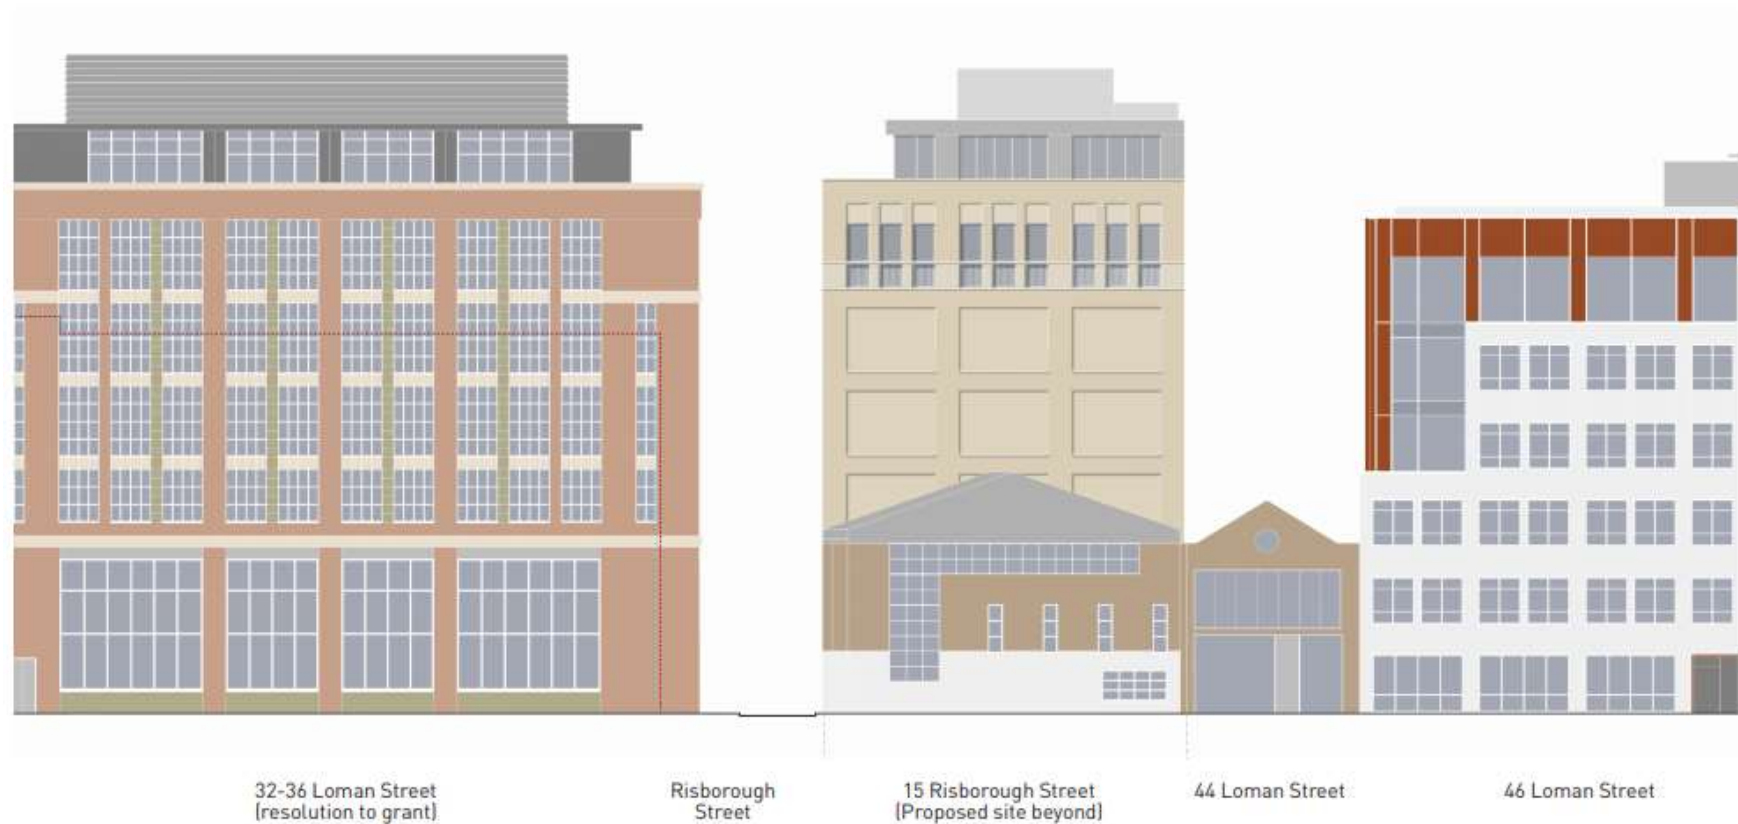 32-36 Loman Street
(resolution to grant)
Risborough
Street
15 Risborough Street
(Proposed site beyond)
44 Loman Street
46 Loman Street